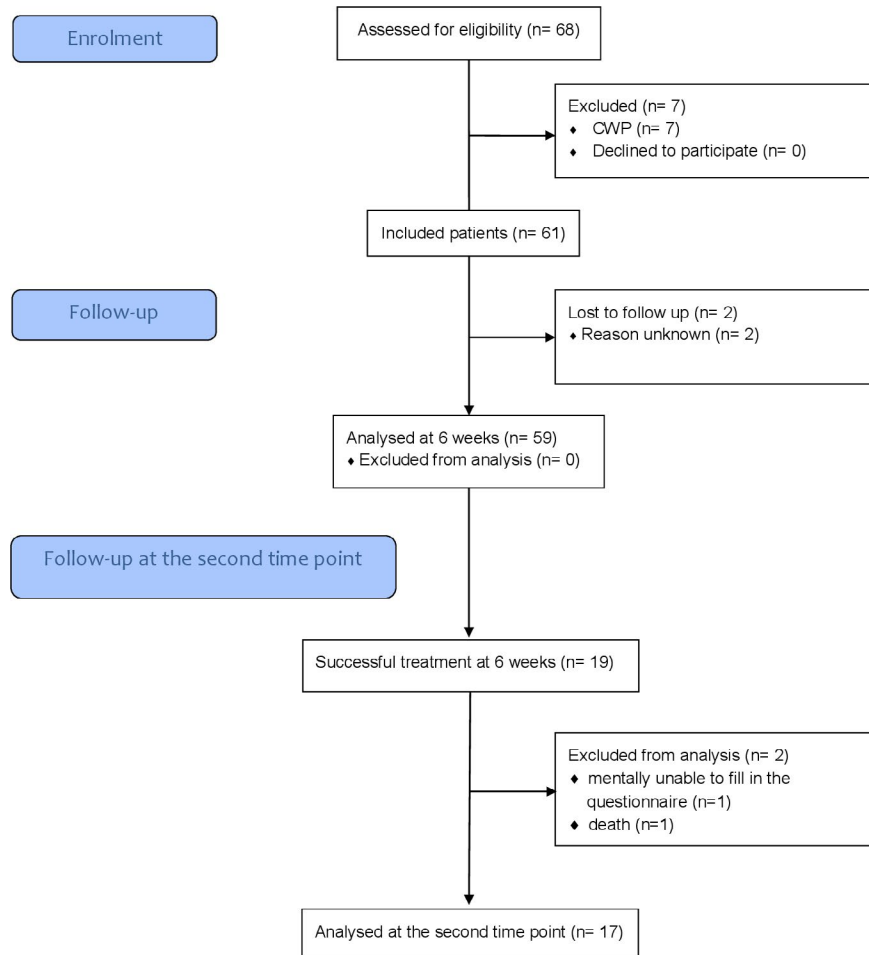 Enrolment
Assessed for eligibility (n= 68)
Excluded (n= 7)
♦ CWP (n= 7)
♦ Declined to participate (n= 0)
Included patients (n= 61)
Follow-up
Lost to follow up (n= 2)
♦ Reason unknown (n= 2)
Analysed at 6 weeks (n= 59)
♦ Excluded from analysis (n= 0)
Follow-up at the second time point
Successful treatment at 6 weeks (n= 19)
Excluded from analysis (n= 2)
♦ mentally unable to fill in the
questionnaire (n=1)
♦ death (n=1)
Analysed at the second time point (n= 17)